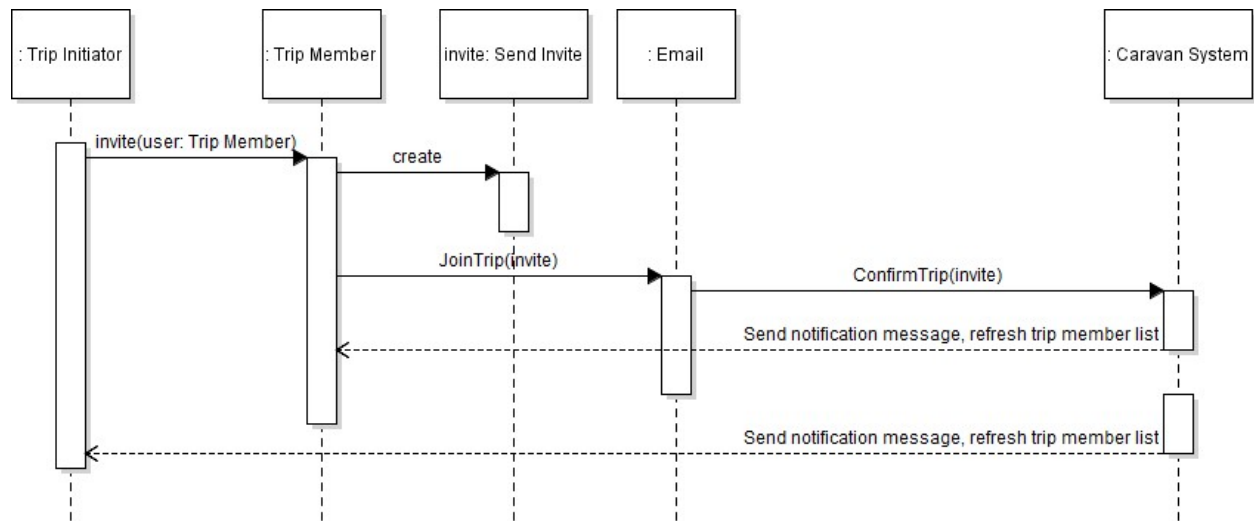 : Trip Initiator
: Trip Member
invite: Send Invite
: Email
: Caravan System
invite(user: Trip Member)
create
JoinTrip(invite)
ConfirmTrip(invite)
Send notification message, refresh trip member list
Send notification message, refresh trip member list